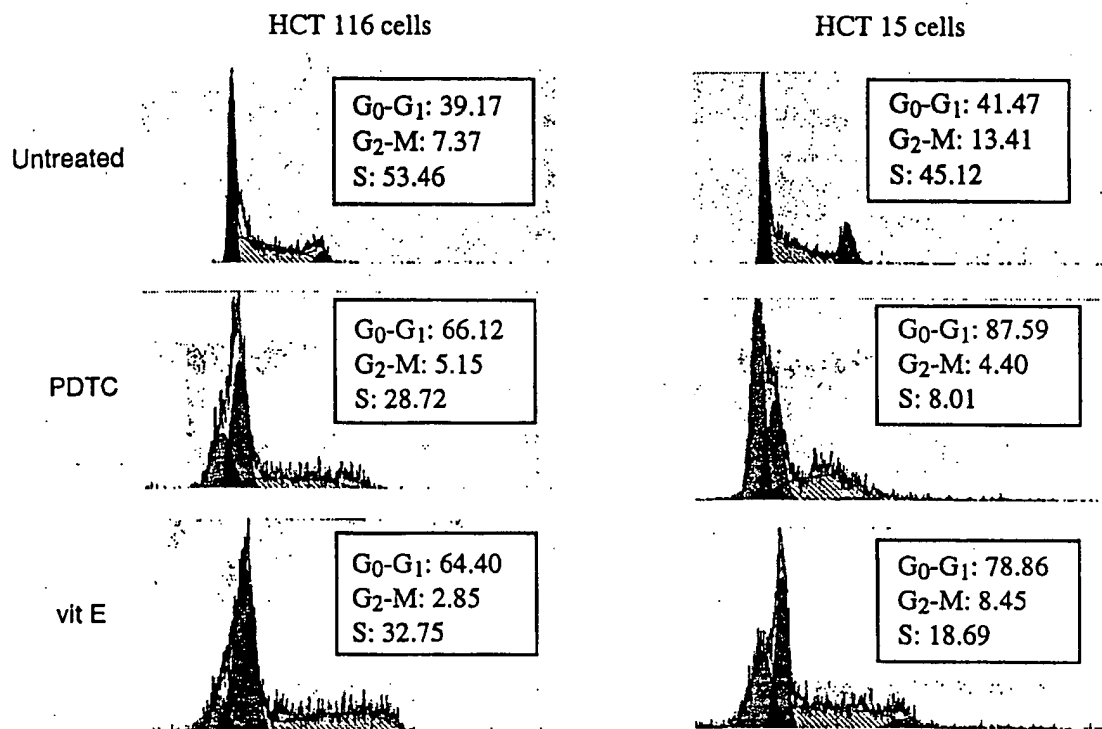 HCT 116 cells
HCT 15 cells
Untreated
G₀-G₁: 39.17
G₂-M: 7.37
S: 53.46
G₀-G₁: 41.47
G₂-M: 13.41
S: 45.12
PDTC
G₀-G₁: 66.12
G₂-M: 5.15
S: 28.72
G₀-G₁: 87.59
G₂-M: 4.40
S: 8.01
vit E
G₀-G₁: 64.40
G₂-M: 2.85
S: 32.75
G₀-G₁: 78.86
G₂-M: 8.45
S: 18.69